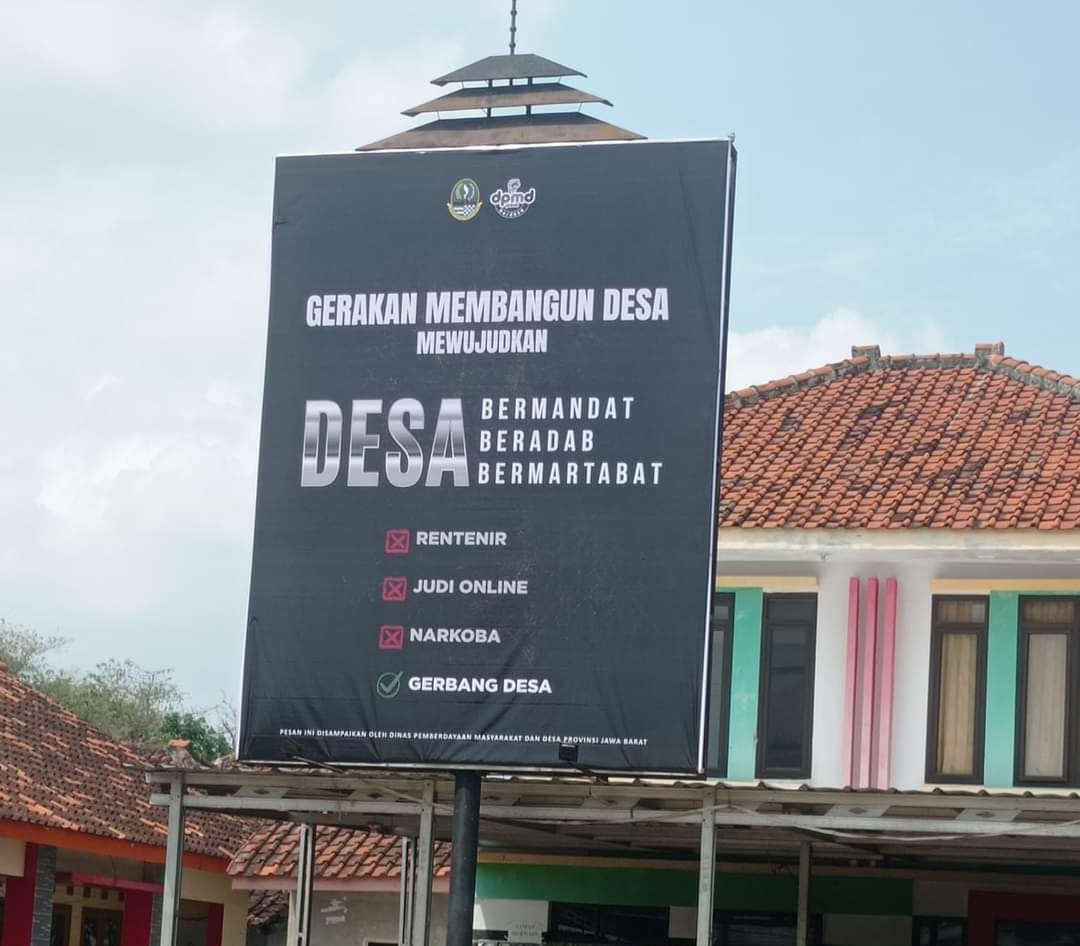 dpmd
GERAKAN MEMBANGUN DESA
MEWUJUDKAN
DESA BERMANDAT
BERADAB
BERMARTABAT
RENTENIR
JUDI ONLINE
NARKOBA
GERBANG DESA
PESAN INI DISAMPAIKAN OLEH DINAS PEMBERDAYAAN MASYARAKAT DAN DESA PROVINSI JAWA BARAT